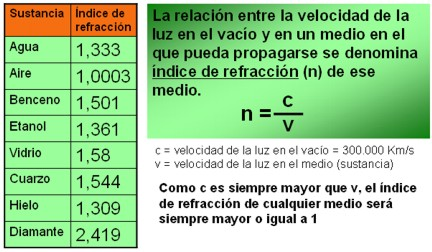 Sustancia Índice de refracción
Agua 1,333
Aire 1,0003
Benceno 1,501
Etanol 1,361
Vidrio 1,58
Cuarzo 1,544
Hielo 1,309
Diamante 2,419
La relación entre la velocidad de la
luz en el vacío y en un medio en el
que pueda propagarse se denomina
índice de refracción (n) de ese
medio.
n = c
v
c = velocidad de la luz en el vacío = 300.000 Km/s
v = velocidad de la luz en el medio (sustancia)
Como c es siempre mayor que v, el índice
de refracción de cualquier medio será
siempre mayor o igual a 1